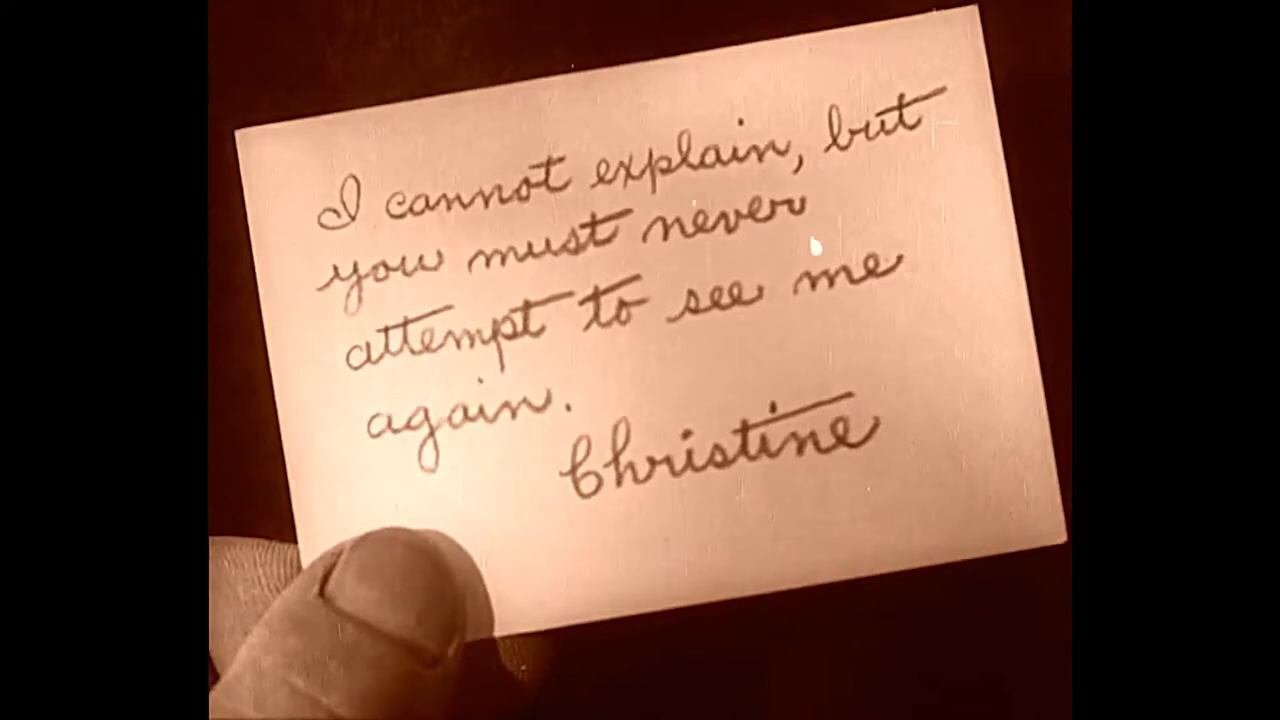 I cannot explain, but
you must never
attempt to see me
again.
Christine